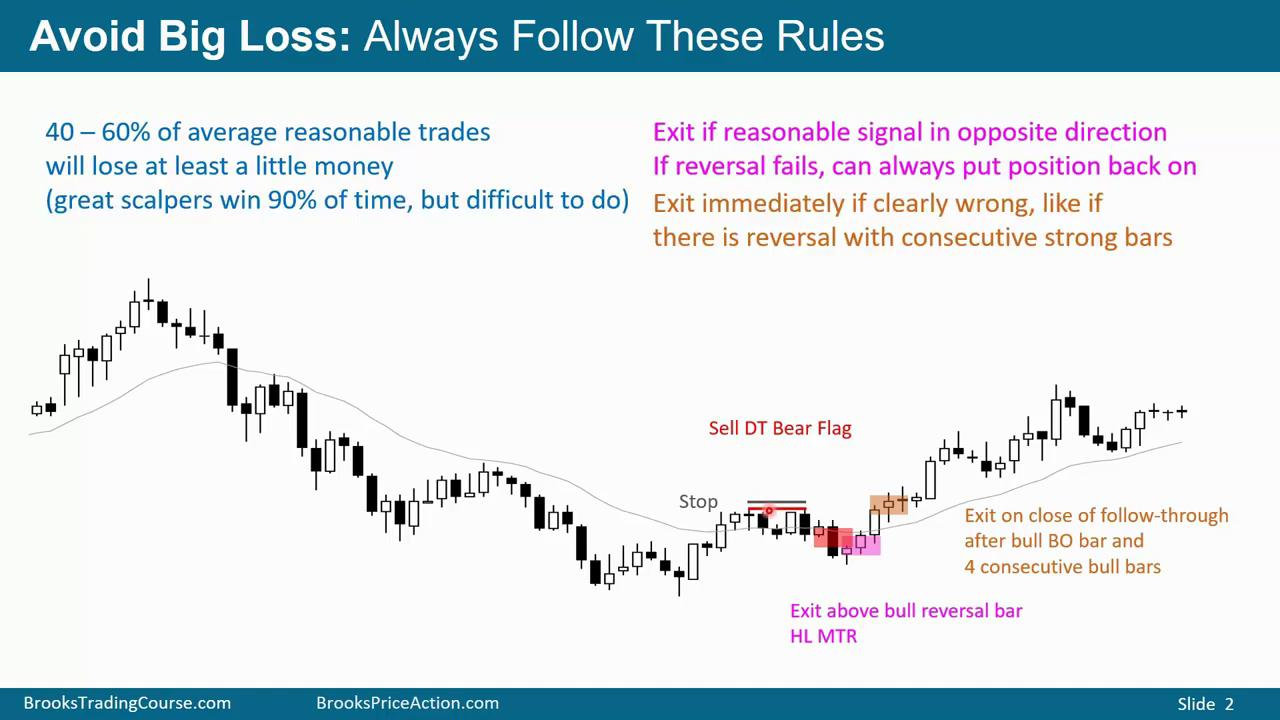 Avoid Big Loss: Always Follow These Rules
40 – 60% of average reasonable trades
will lose at least a little money
(great scalpers win 90% of time, but difficult to do)
Exit if reasonable signal in opposite direction
If reversal fails, can always put position back on
Exit immediately if clearly wrong, like if
there is reversal with consecutive strong bars
Sell DT Bear Flag
Stop
Exit on close of follow-through
after bull BO bar and
4 consecutive bull bars
Exit above bull reversal bar
HL MTR
BrooksTradingCourse.com
BrooksPriceAction.com
Slide 2